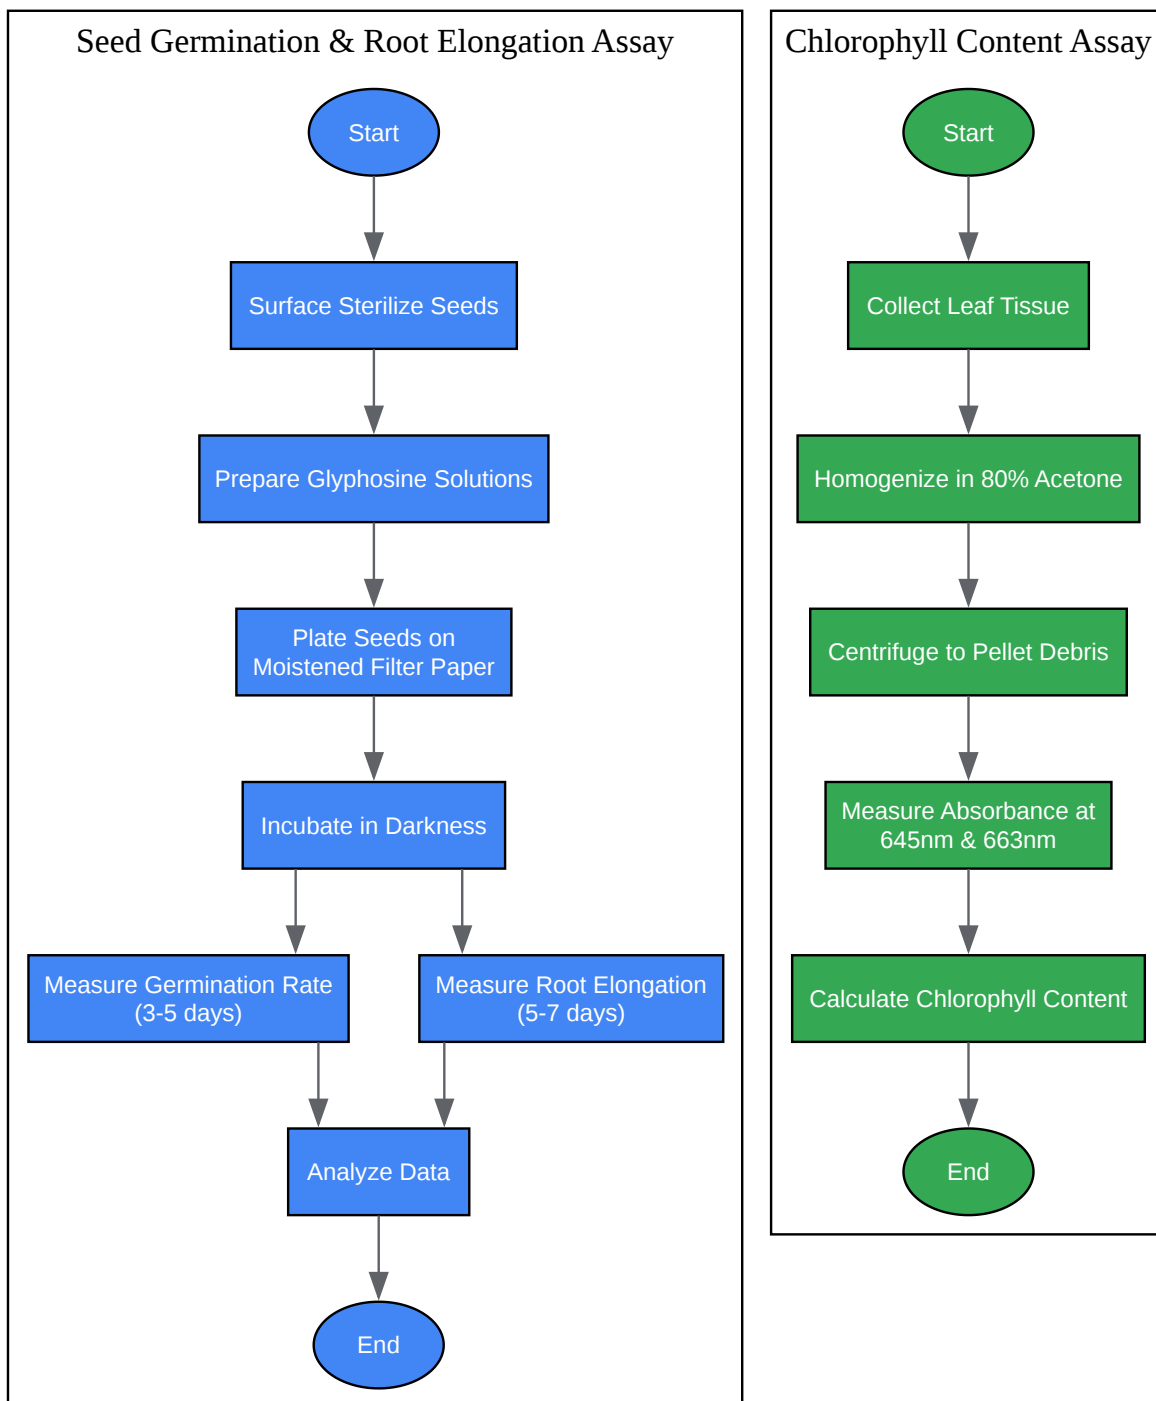 Seed Germination & Root Elongation Assay
Start
Surface Sterilize Seeds
Prepare Glyphosine Solutions
Plate Seeds on
Moistened Filter Paper
Incubate in Darkness
Measure Germination Rate
(3-5 days)
Measure Root Elongation
(5-7 days)
Analyze Data
End
Chlorophyll Content Assay
Start
Collect Leaf Tissue
Homogenize in 80% Acetone
Centrifuge to Pellet Debris
Measure Absorbance at
645nm & 663nm
Calculate Chlorophyll Content
End